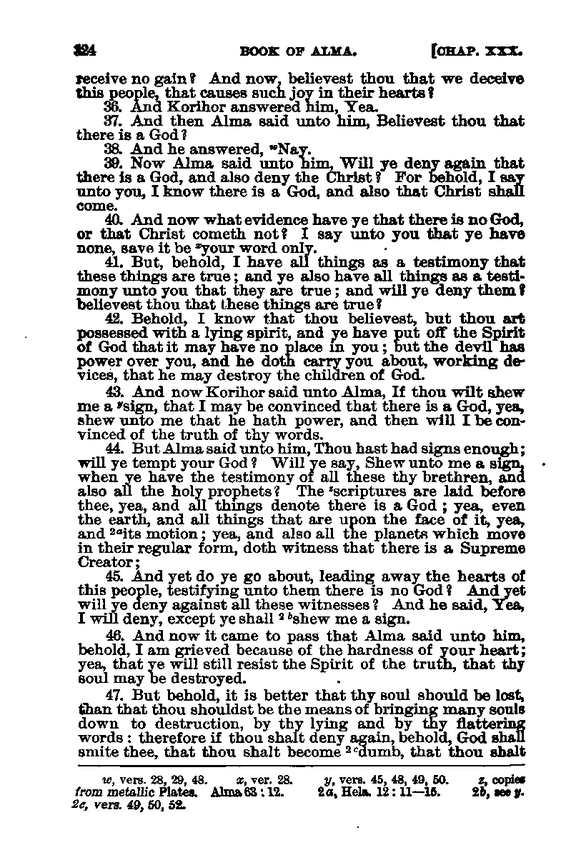 324 BOOK OF ALMA. [CHAP. XXX.
receive no gain? And now, believest thou that we deceive
this people, that causes such joy in their hearts?
36. And Korihor answered him, Yea.
37. And then Alma said unto him, Believest thou that
there is a God?
38. And he answered, ʷNay.
39. Now Alma said unto him, Will ye deny again that
there is a God, and also deny the Christ? For behold, I say
unto you, I know there is a God, and also that Christ shall
come.
40. And now what evidence have ye that there is no God,
or that Christ cometh not? I say unto you that ye have
none, save it be ˣyour word only.
41. But, behold, I have all things as a testimony that
these things are true; and ye also have all things as a testi-
mony unto you that they are true; and will ye deny them?
believest thou that these things are true?
42. Behold, I know that thou believest, but thou art
possessed with a lying spirit, and ye have put off the Spirit
of God that it may have no place in you; but the devil has
power over you, and he doth carry you about, working de-
vices, that he may destroy the children of God.
43. And now Korihor said unto Alma, If thou wilt shew
me a ʸsign, that I may be convinced that there is a God, yea,
shew unto me that he hath power, and then will I be con-
vinced of the truth of thy words.
44. But Alma said unto him, Thou hast had signs enough;
will ye tempt your God? Will ye say, Shew unto me a sign,
when ye have the testimony of all these thy brethren, and
also all the holy prophets? The ᶻscriptures are laid before
thee, yea, and all things denote there is a God; yea, even
the earth, and all things that are upon the face of it, yea,
and ²ᵃits motion; yea, and also all the planets which move
in their regular form, doth witness that there is a Supreme
Creator;
45. And yet do ye go about, leading away the hearts of
this people, testifying unto them there is no God? And yet
will ye deny against all these witnesses? And he said, Yea,
I will deny, except ye shall ²ᵇshew me a sign.
46. And now it came to pass that Alma said unto him,
behold, I am grieved because of the hardness of your heart;
yea, that ye will still resist the Spirit of the truth, that thy
soul may be destroyed.
47. But behold, it is better that thy soul should be lost,
than that thou shouldst be the means of bringing many souls
down to destruction, by thy lying and by thy flattering
words: therefore if thou shalt deny again, behold, God shall
smite thee, that thou shalt become ²ᶜdumb, that thou shalt
w, vers. 28, 29, 48. x, ver. 28. y, vers. 45, 48, 49, 50. z, copies
from metallic Plates. Alma 63:12. 2a, Hela. 12:11—15. 2b, see y.
2c, vers. 49, 50, 52.